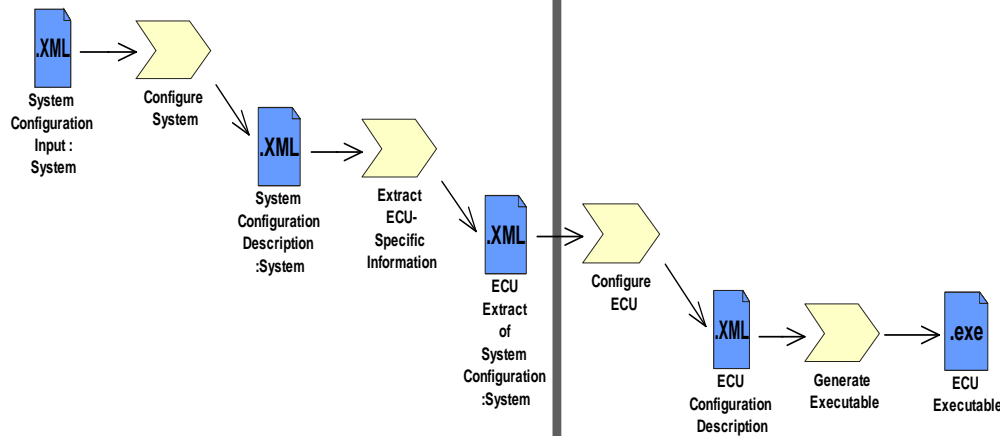 .XML
System
Configuration
Input :
System
Configure
System
.XML
System
Configuration
Description
:System
Extract
ECU-
Specific
Information
.XML
ECU
Extract
of
System
Configuration
:System
Configure
ECU
.XML
ECU
Configuration
Description
Generate
Executable
.exe
ECU
Executable